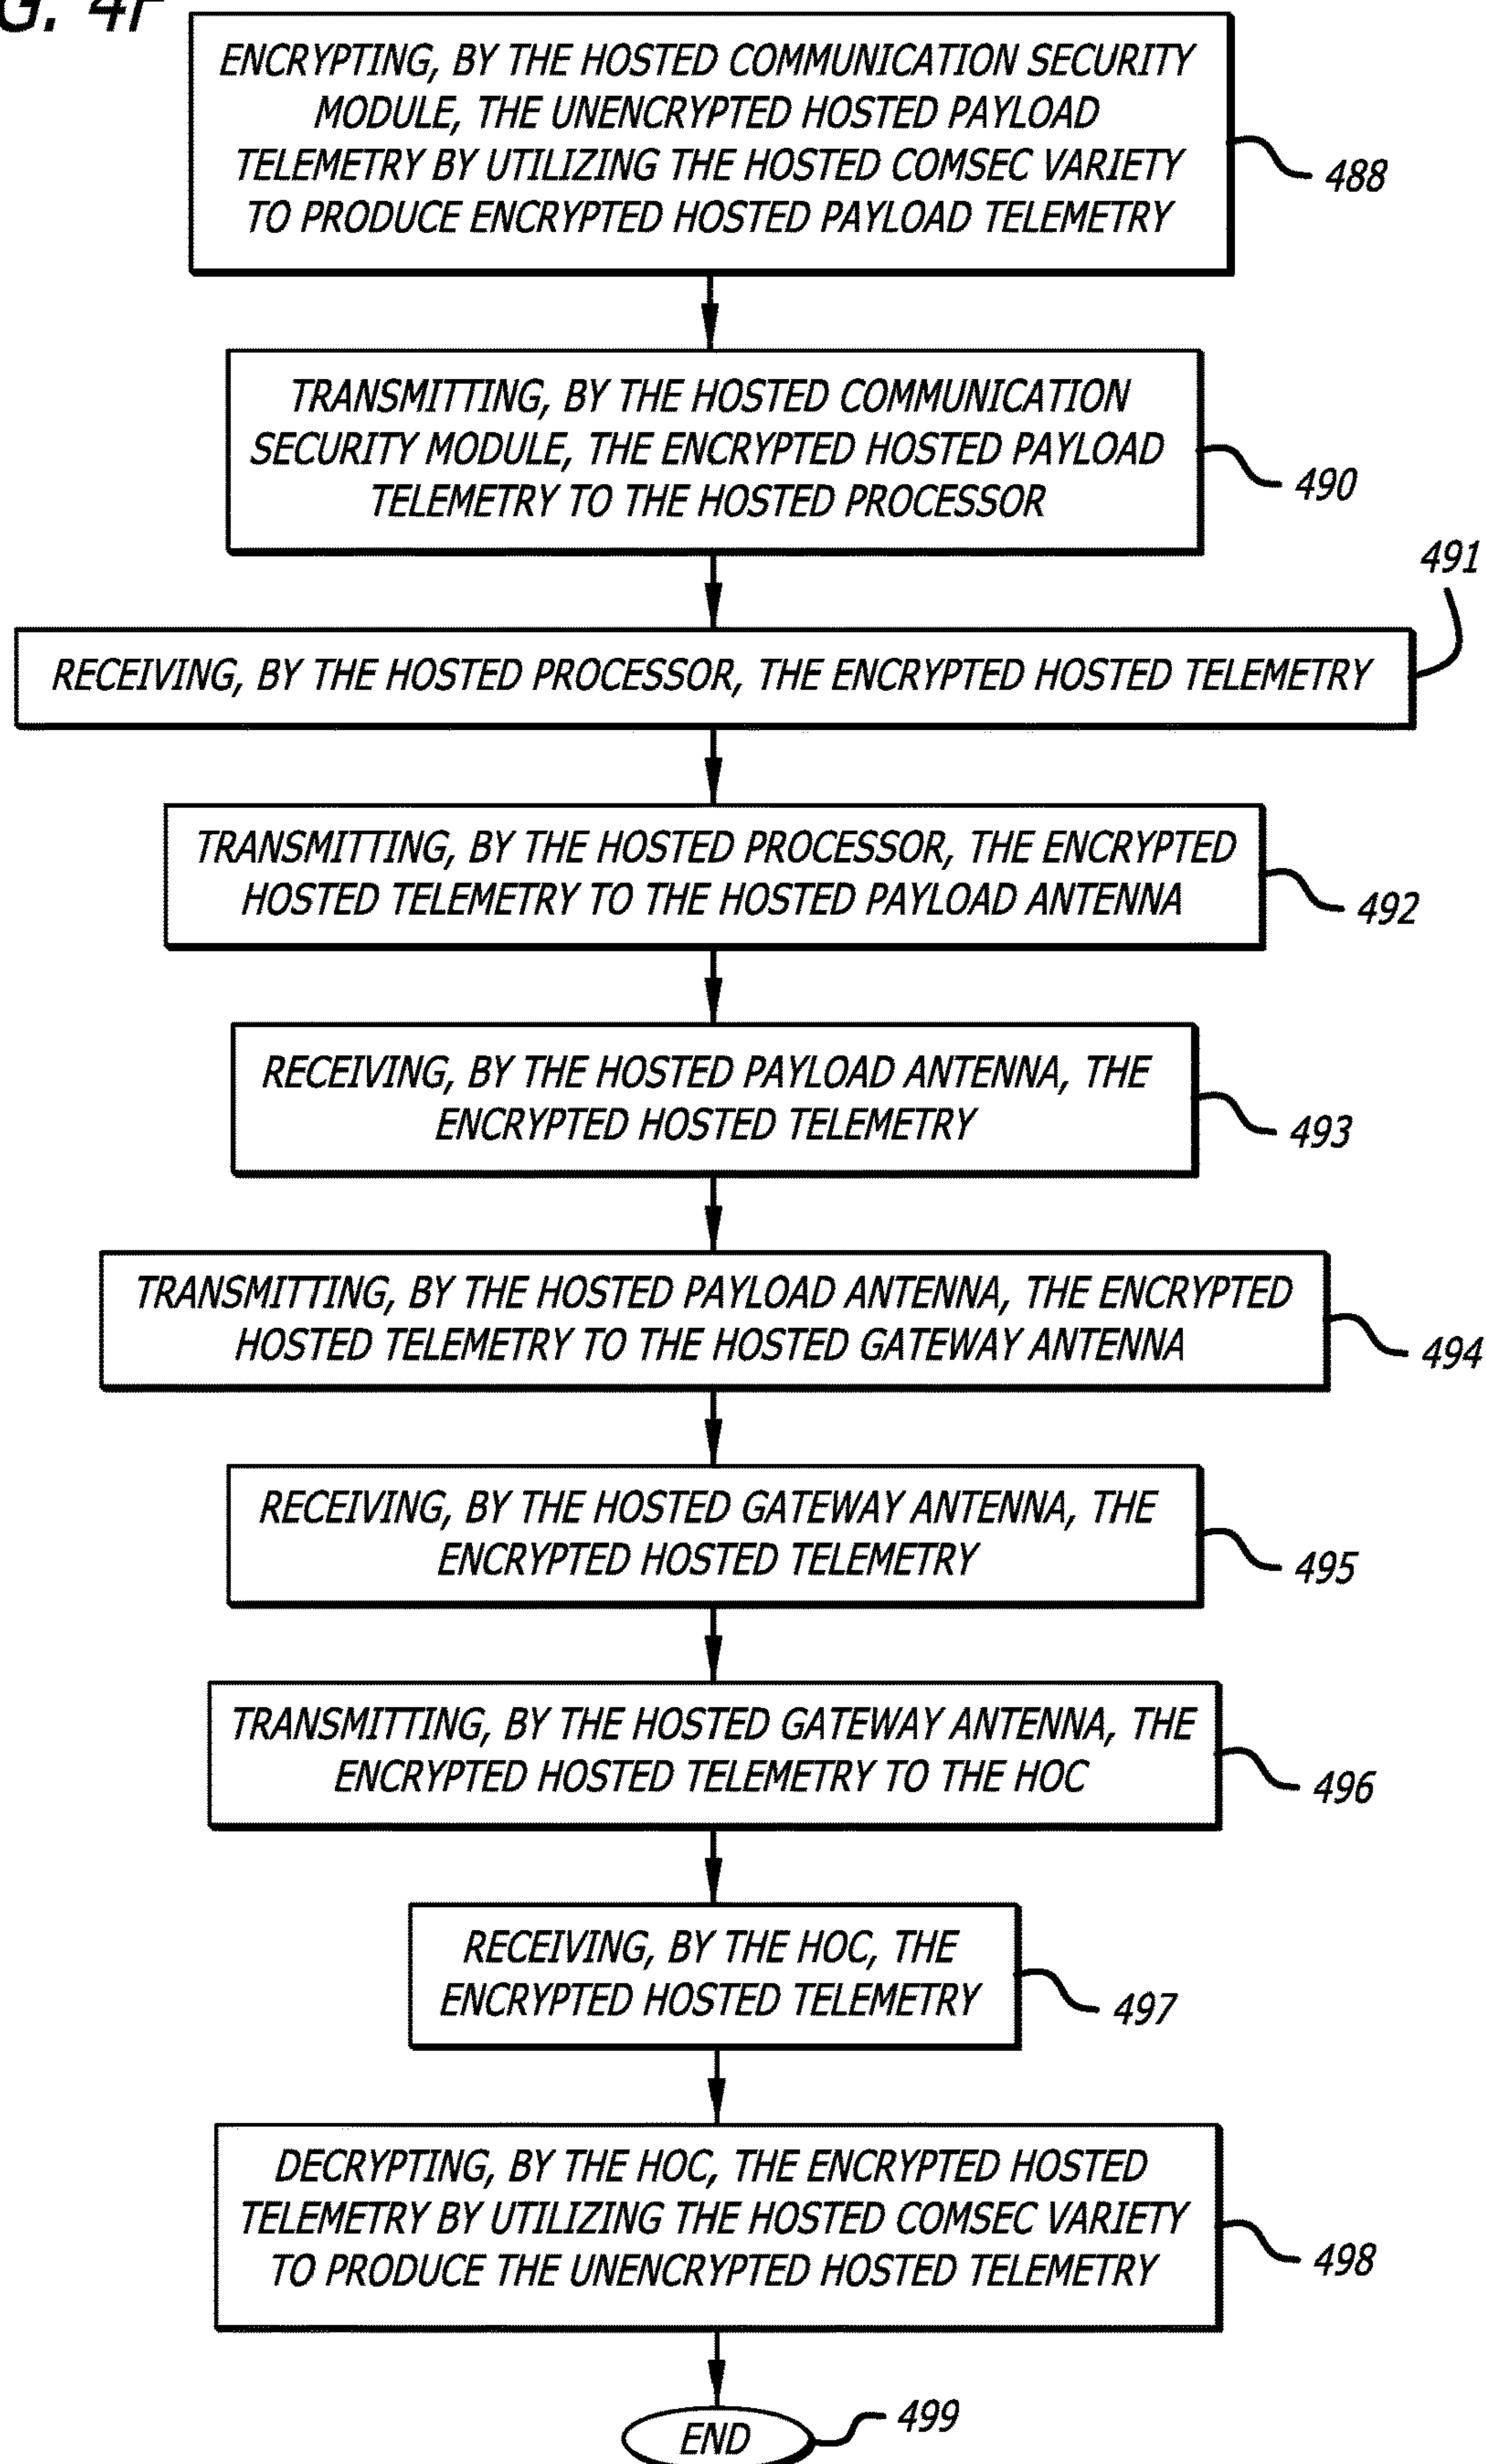 G. 4F
ENCRYPTING, BY THE HOSTED COMMUNICATION SECURITY
MODULE, THE UNENCRYPTED HOSTED PAYLOAD
TELEMETRY BY UTILIZING THE HOSTED COMSEC VARIETY
TO PRODUCE ENCRYPTED HOSTED PAYLOAD TELEMETRY
488
TRANSMITTING, BY THE HOSTED COMMUNICATION
SECURITY MODULE, THE ENCRYPTED HOSTED PAYLOAD
TELEMETRY TO THE HOSTED PROCESSOR
490
491
RECEIVING, BY THE HOSTED PROCESSOR, THE ENCRYPTED HOSTED TELEMETRY
TRANSMITTING, BY THE HOSTED PROCESSOR, THE ENCRYPTED
HOSTED TELEMETRY TO THE HOSTED PAYLOAD ANTENNA
492
RECEIVING, BY THE HOSTED PAYLOAD ANTENNA, THE
ENCRYPTED HOSTED TELEMETRY
493
TRANSMITTING, BY THE HOSTED PAYLOAD ANTENNA, THE ENCRYPTED
HOSTED TELEMETRY TO THE HOSTED GATEWAY ANTENNA
494
RECEIVING, BY THE HOSTED GATEWAY ANTENNA, THE
ENCRYPTED HOSTED TELEMETRY
495
TRANSMITTING, BY THE HOSTED GATEWAY ANTENNA, THE
ENCRYPTED HOSTED TELEMETRY TO THE HOC
496
RECEIVING, BY THE HOC, THE
ENCRYPTED HOSTED TELEMETRY
497
DECRYPTING, BY THE HOC, THE ENCRYPTED HOSTED
TELEMETRY BY UTILIZING THE HOSTED COMSEC VARIETY
TO PRODUCE THE UNENCRYPTED HOSTED TELEMETRY
498
END
499